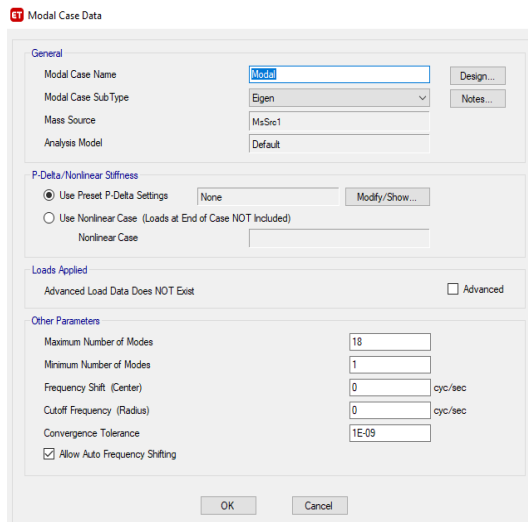 ET Modal Case Data
General
Modal Case Name Modal Design...
Modal Case SubType Eigen Notes...
Mass Source MsSrc1
Analysis Model Default
P-Delta/Nonlinear Stiffness
Use Preset P-Delta Settings None Modify/Show...
Use Nonlinear Case (Loads at End of Case NOT Included)
Nonlinear Case
Loads Applied
Advanced Load Data Does NOT Exist Advanced
Other Parameters
Maximum Number of Modes 18
Minimum Number of Modes 1
Frequency Shift (Center) 0 cyc/sec
Cutoff Frequency (Radius) 0 cyc/sec
Convergence Tolerance 1E-09
Allow Auto Frequency Shifting
OK Cancel